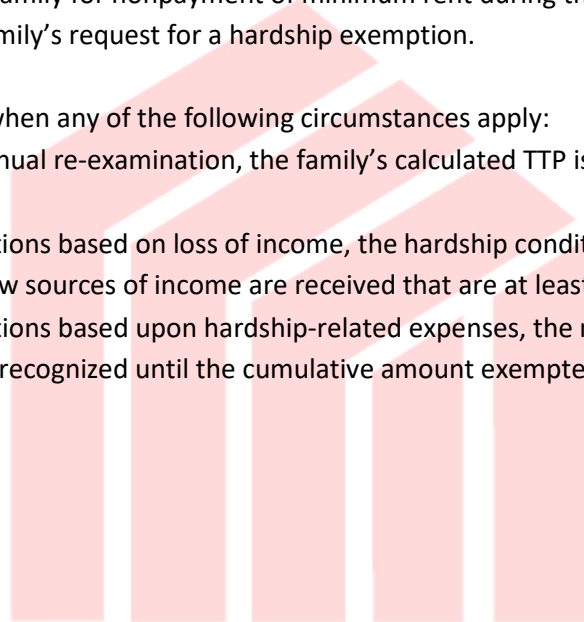 family for nonpayment of minimum rent during th
mily’s request for a hardship exemption.
when any of the following circumstances apply:
nual re-examination, the family’s calculated TTP is
tions based on loss of income, the hardship condit
w sources of income are received that are at least
tions based upon hardship-related expenses, the
recognized until the cumulative amount exempte